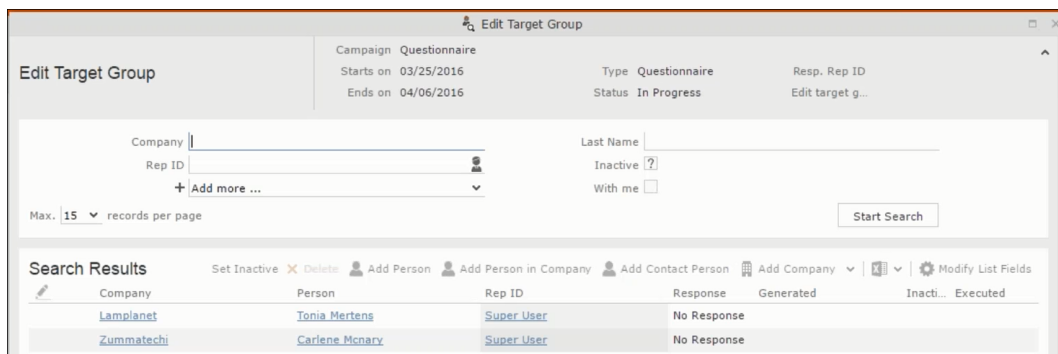 Edit Target Group
Edit Target Group
Campaign Questionnaire
Starts on 03/25/2016 Type Questionnaire Resp. Rep ID
Ends on 04/06/2016 Status In Progress Edit target g...
Company Last Name
Rep ID Inactive ?
+ Add more ... With me
Max. 15 records per page Start Search
Search Results Set Inactive Delete Add Person Add Person in Company Add Contact Person Add Company Modify List Fields
Company Person Rep ID Response Generated Inacti... Executed
Lamplanet Tonia Mertens Super User No Response
Zummatechi Carlene Mcnary Super User No Response